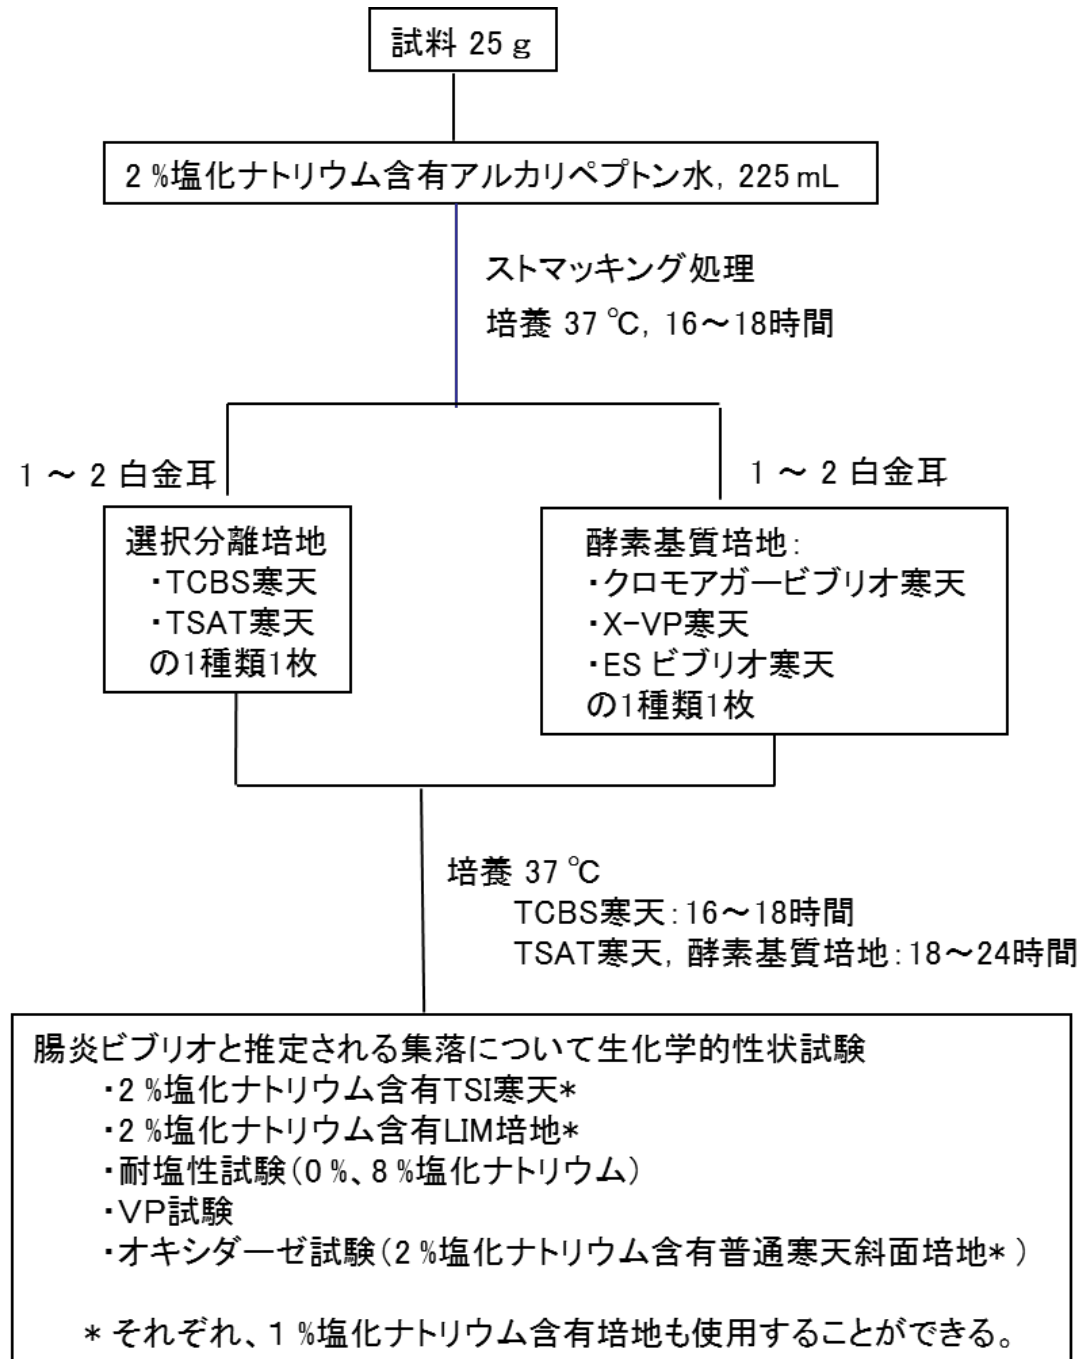 試料 25 g
2 %塩化ナトリウム含有アルカリペプトン水, 225 mL
ストマッキング処理
培養 37 ℃, 16～18時間
1 ～ 2 白金耳
1 ～ 2 白金耳
選択分離培地
・TCBS寒天
・TSAT寒天
の1種類1枚
酵素基質培地:
・クロモアガービブリオ寒天
・X-VP寒天
・ES ビブリオ寒天
の1種類1枚
培養 37 ℃
TCBS寒天:16～18時間
TSAT寒天, 酵素基質培地:18～24時間
腸炎ビブリオと推定される集落について生化学的性状試験
・2 %塩化ナトリウム含有TSI寒天*
・2 %塩化ナトリウム含有LIM培地*
・耐塩性試験(0 %、8 %塩化ナトリウム)
・VP試験
・オキシダーゼ試験(2 %塩化ナトリウム含有普通寒天斜面培地* )
* それぞれ、1 %塩化ナトリウム含有培地も使用することができる。